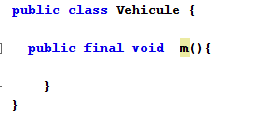 public class Vehicule {
public final void m(){
}
}